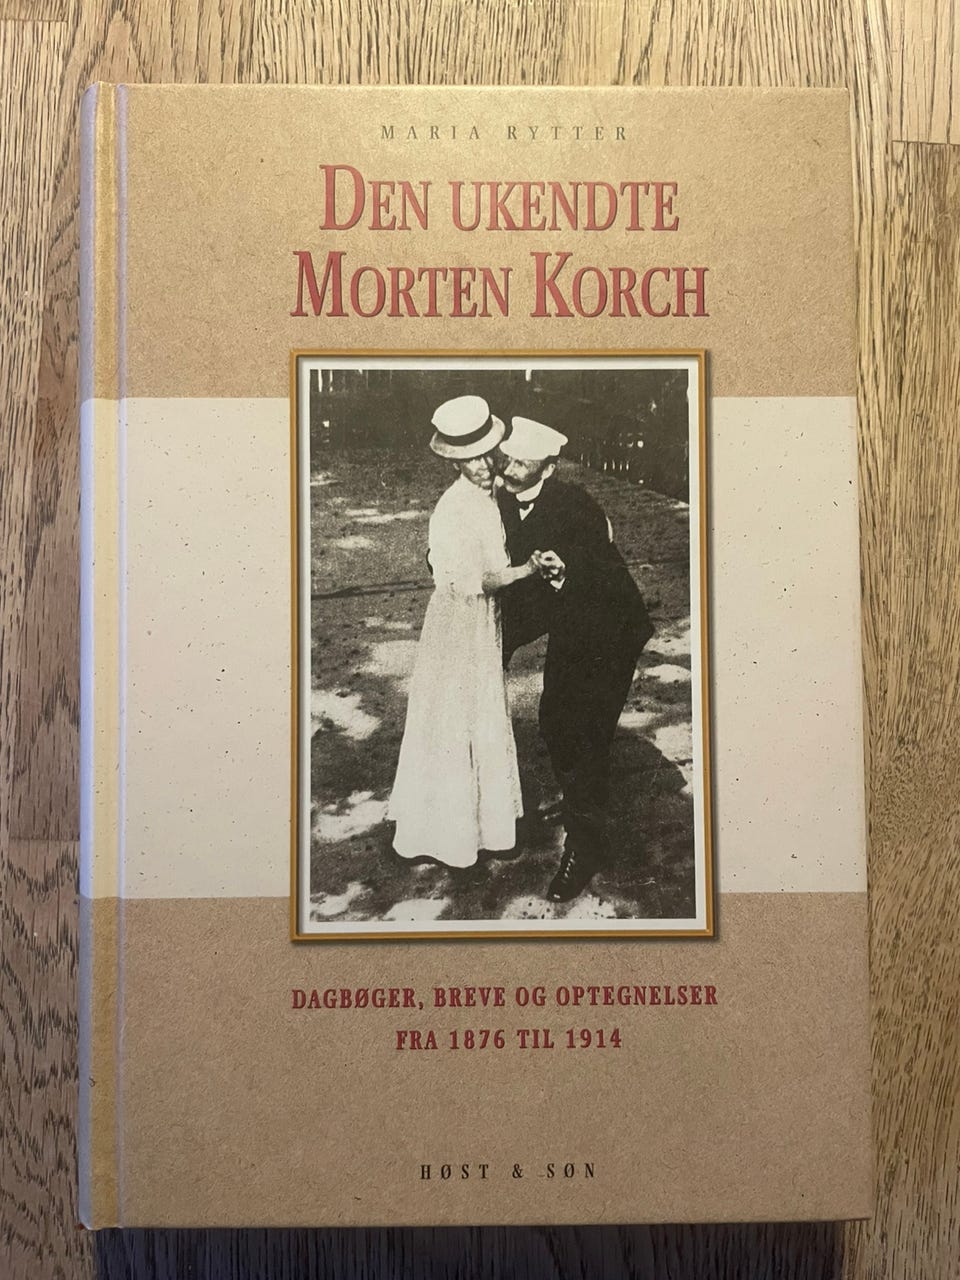 MARIA RYTTER
DEN UKENDTE
MORTEN KORCH
DAGBØGER, BREVE OG OPTEGNELSER
FRA 1876 TIL 1914
HØST & SØN